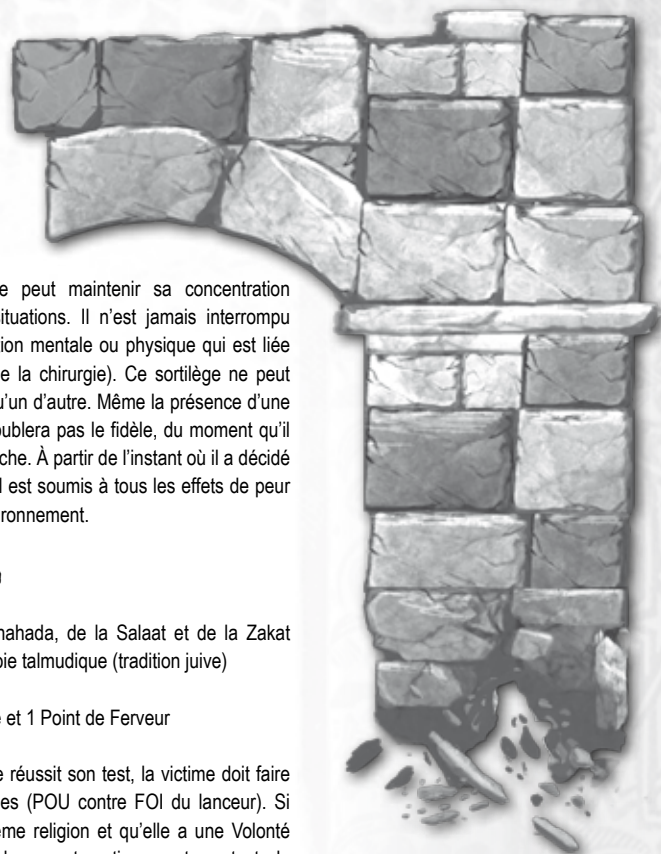 e peut maintenir sa concentration
ituations. Il n’est jamais interrompu
tion mentale ou physique qui est liée
e la chirurgie). Ce sortilège ne peut
u’un d’autre. Même la présence d’une
oublera pas le fidèle, du moment qu’il
che. À partir de l’instant où il a décidé
l est soumis à tous les effets de peur
ironnement.
hahada, de la Salaat et de la Zakat
oie talmudique (tradition juive)
e et 1 Point de Ferveur
e réussit son test, la victime doit faire
es (POU contre FOI du lanceur). Si
ême religion et qu’elle a une Volonté